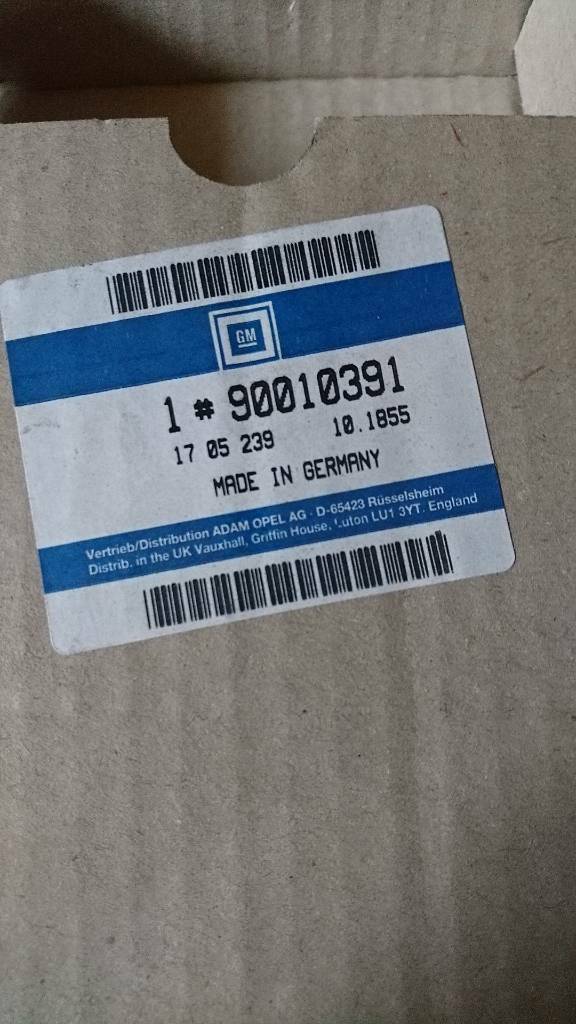 GM
1 # 90010391
17 05 239 10.1855
MADE IN GERMANY
Vertrieb/Distribution ADAM OPEL AG · D-65423 Rüsselsheim
Distrib. in the UK Vauxhall, Griffin House, Luton LU1 3YT. England